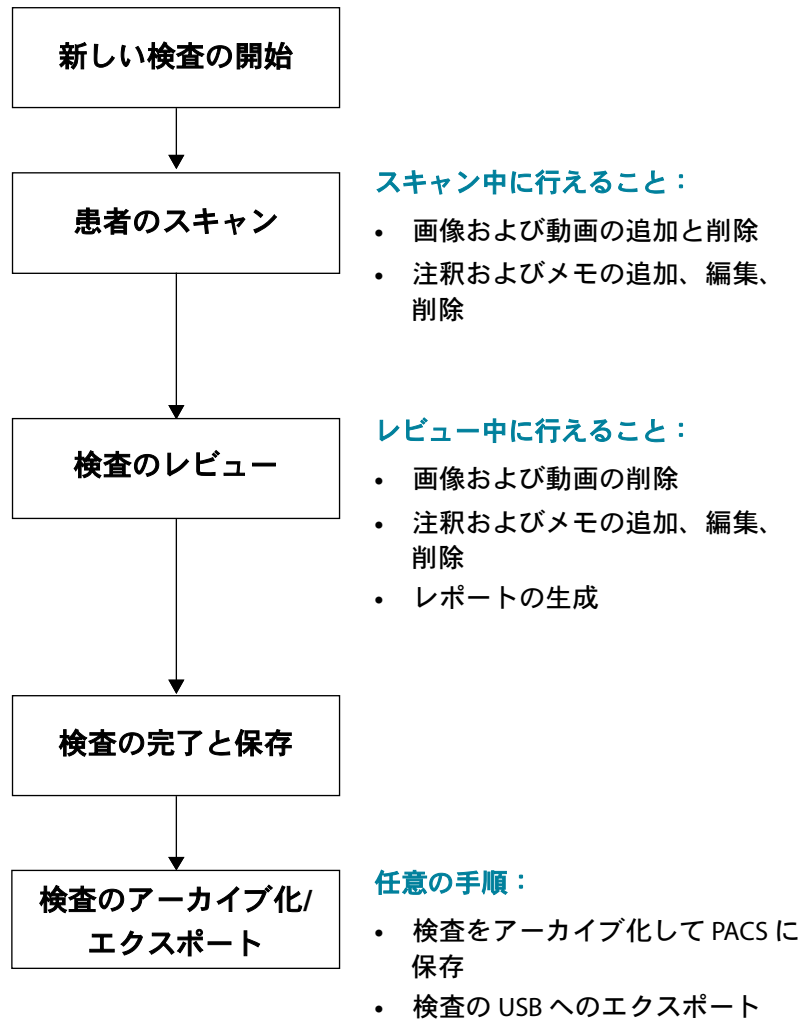 新しい検査の開始
患者のスキャン
スキャン中に行えること：
• 画像および動画の追加と削除
• 注釈およびメモの追加、編集、
削除
検査のレビュー
レビュー中に行えること：
• 画像および動画の削除
• 注釈およびメモの追加、編集、
削除
• レポートの生成
検査の完了と保存
検査のアーカイブ化/
エクスポート
任意の手順：
• 検査をアーカイブ化して PACS に
保存
• 検査の USB へのエクスポート